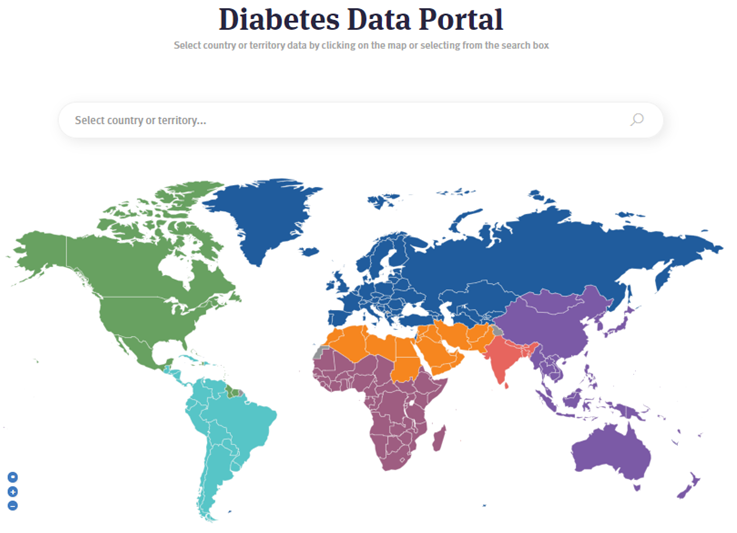 Diabetes Data Portal
Select country or territory data by clicking on the map or selecting from the search box
Select country or territory...